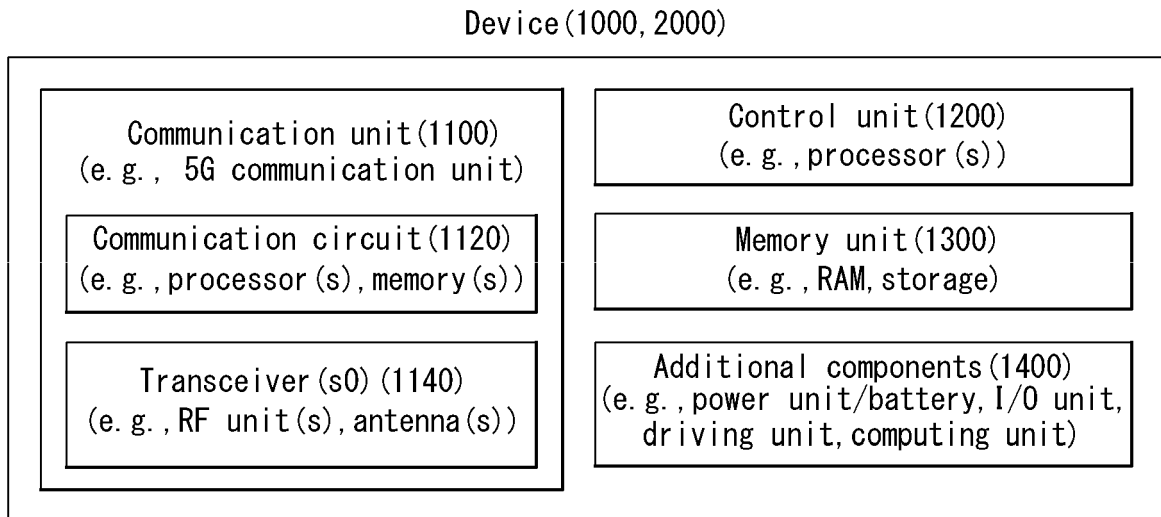 Device(1000,2000)
Communication unit(1100)
(e.g., 5G communication unit)
Communication circuit(1120)
(e.g.,processor(s),memory(s))
Transceiver(s0)(1140)
(e.g.,RF unit(s),antenna(s))
Control unit(1200)
(e.g.,processor(s))
Memory unit(1300)
(e.g.,RAM,storage)
Additional components(1400)
(e.g.,power unit/battery,I/O unit,
driving unit,computing unit)